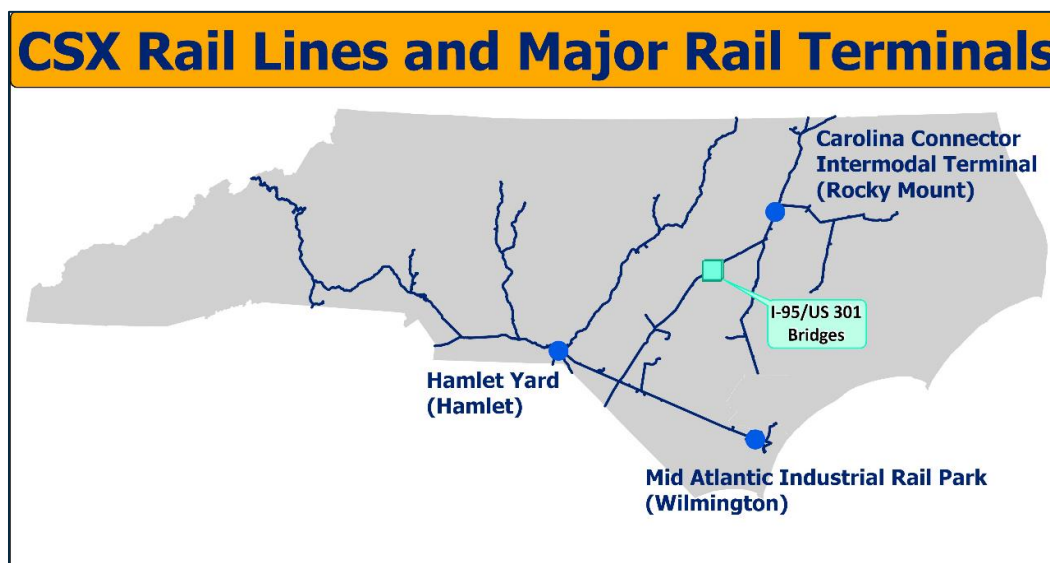 CSX Rail Lines and Major Rail Terminals
Carolina Connector
Intermodal Terminal
(Rocky Mount)
I-95/US 301
Bridges
Hamlet Yard
(Hamlet)
Mid Atlantic Industrial Rail Park
(Wilmington)